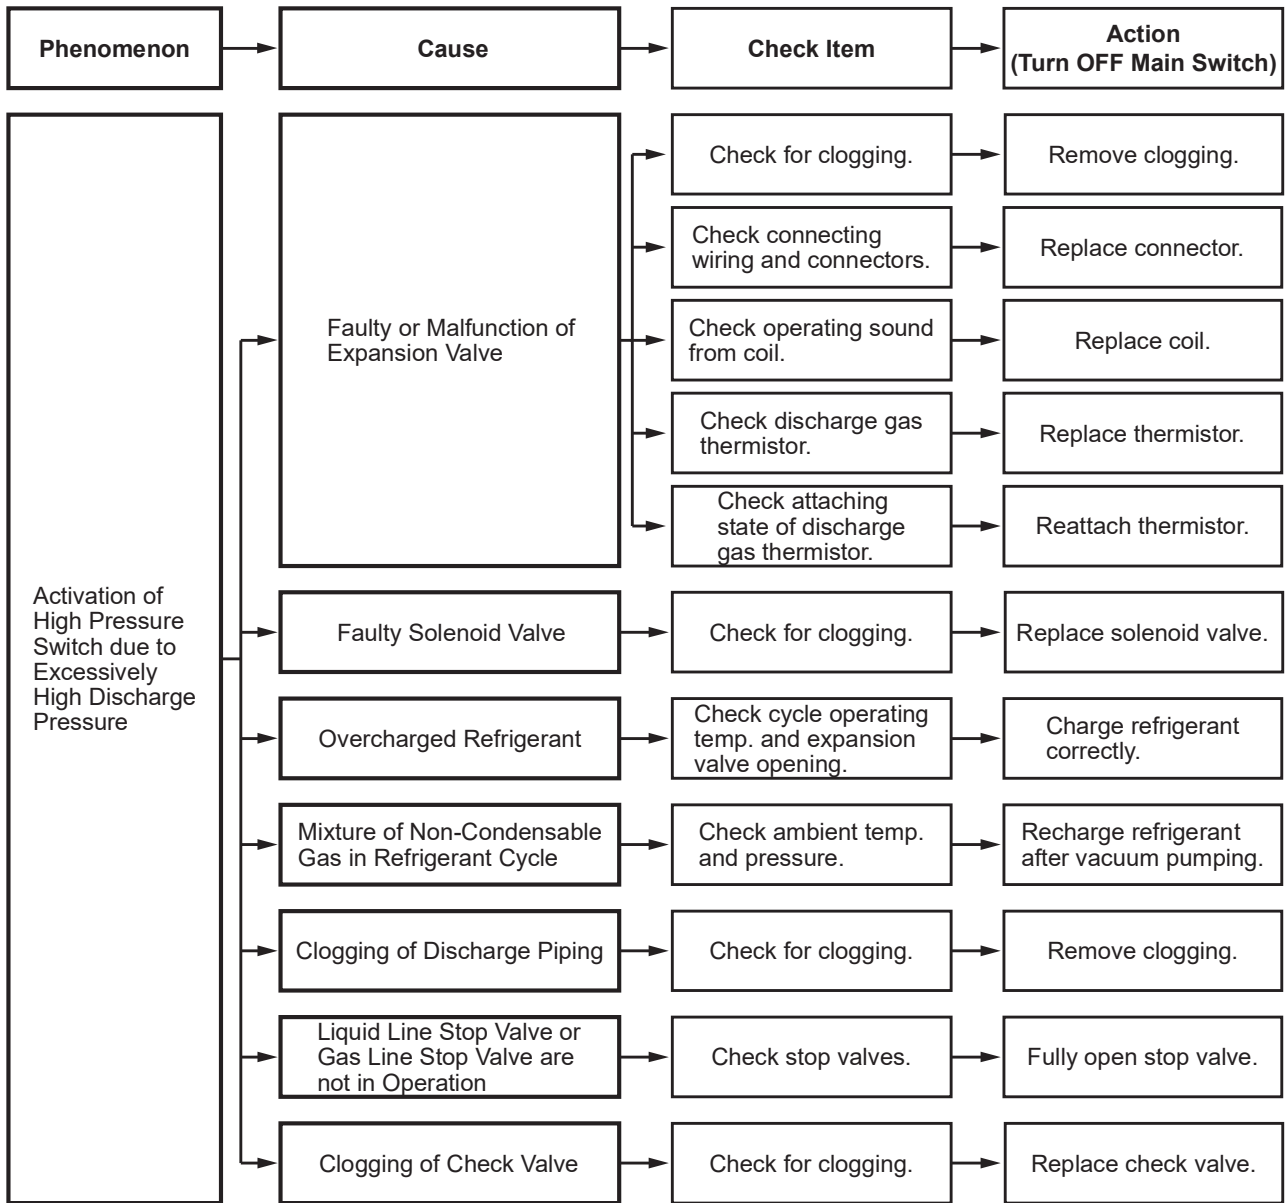 Phenomenon
Cause
Check Item
Action
(Turn OFF Main Switch)
Activation of
High Pressure
Switch due to
Excessively
High Discharge
Pressure
Faulty or Malfunction of
Expansion Valve
Check for clogging.
Remove clogging.
Check connecting
wiring and connectors.
Replace connector.
Check operating sound
from coil.
Replace coil.
Check discharge gas
thermistor.
Replace thermistor.
Check attaching
state of discharge
gas thermistor.
Reattach thermistor.
Faulty Solenoid Valve
Check for clogging.
Replace solenoid valve.
Overcharged Refrigerant
Check cycle operating
temp. and expansion
valve opening.
Charge refrigerant
correctly.
Mixture of Non-Condensable
Gas in Refrigerant Cycle
Check ambient temp.
and pressure.
Recharge refrigerant
after vacuum pumping.
Clogging of Discharge Piping
Check for clogging.
Remove clogging.
Liquid Line Stop Valve or
Gas Line Stop Valve are
not in Operation
Check stop valves.
Fully open stop valve.
Clogging of Check Valve
Check for clogging.
Replace check valve.